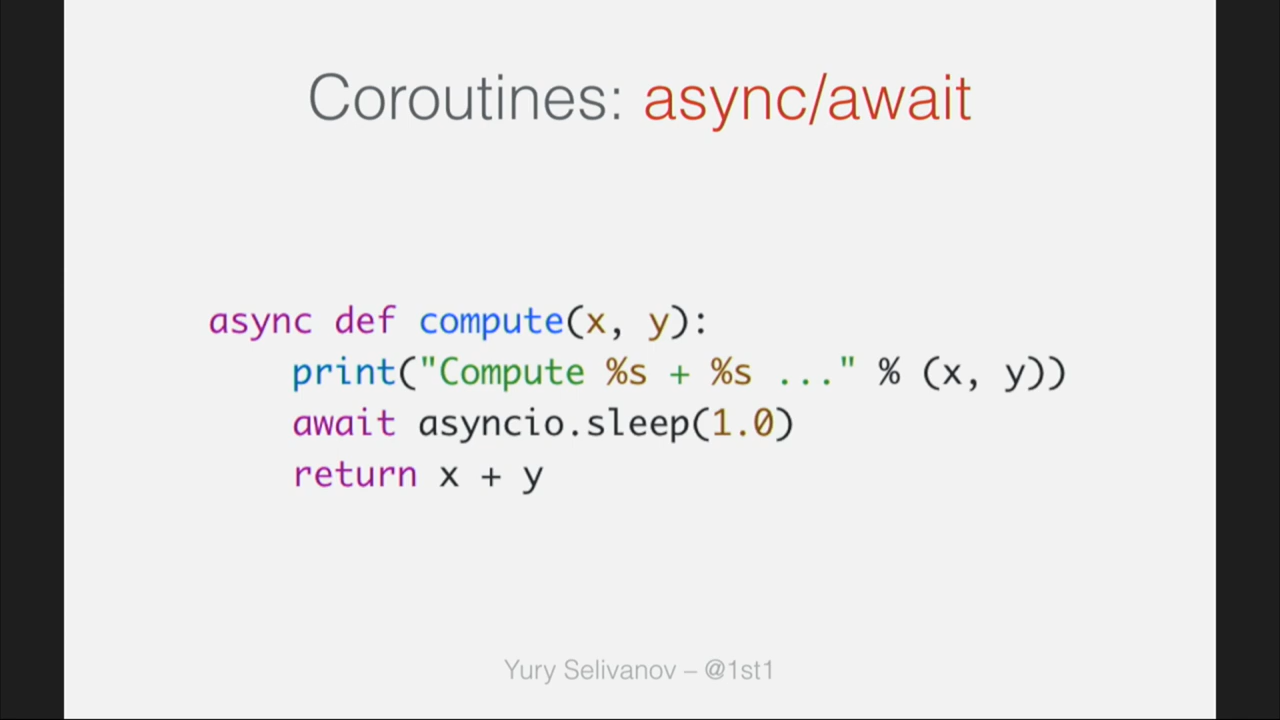 Coroutines: async/await
async def compute(x, y):
    print("Compute %s + %s ..." % (x, y))
    await asyncio.sleep(1.0)
    return x + y
Yury Selivanov – @1st1